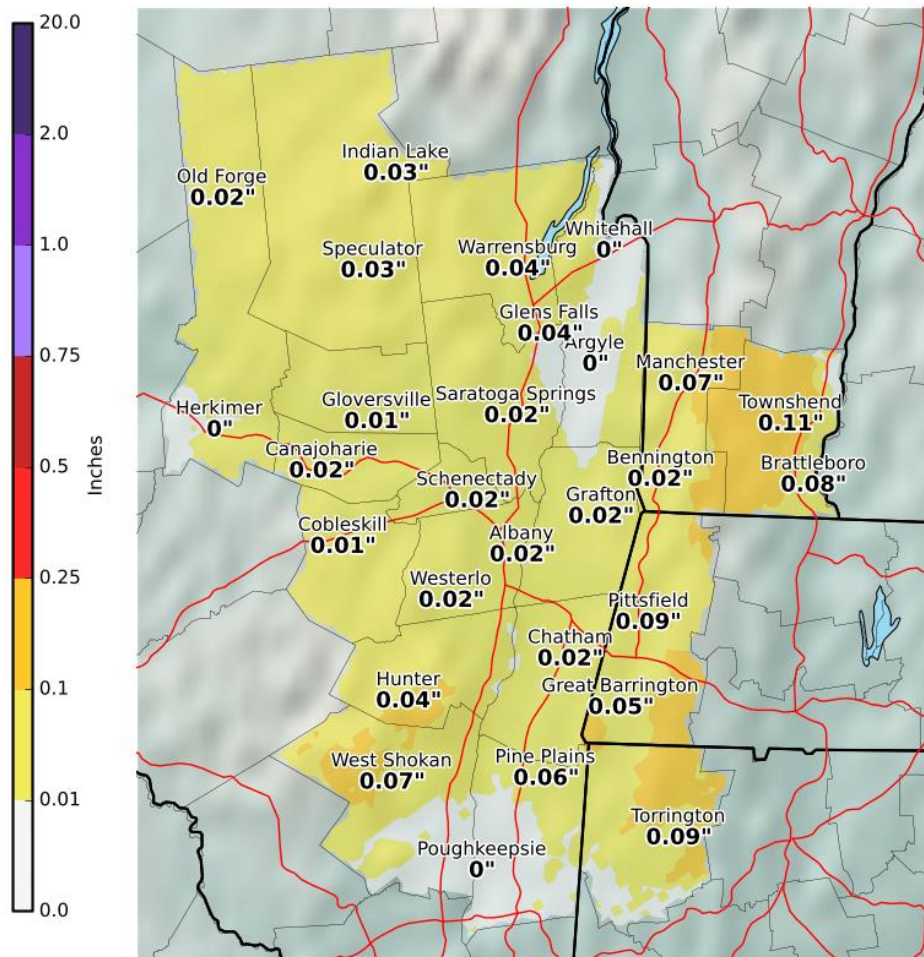 20.0
2.0
1.0
0.75
0.5
0.25
0.1
0.01
0.0
Inches
Indian Lake
0.03"
Old Forge
0.02"
Whitehall
0"
Speculator
0.03"
Warrensburg
0.04"
Glens Falls
0.04"
Argyle
0"
Manchester
0.07"
Herkimer
0"
Gloversville
0.01"
Saratoga Springs
0.02"
Townshend
0.11"
Canajoharie
0.02"
Schenectady
0.02"
Bennington
0.02"
Brattleboro
0.08"
Grafton
0.02"
Cobleskill
0.01"
Albany
0.02"
Westerlo
0.02"
Pittsfield
0.09"
Chatham
0.02"
Hunter
0.04"
Great Barrington
0.05"
West Shokan
0.07"
Pine Plains
0.06"
Torrington
0.09"
Poughkeepsie
0"